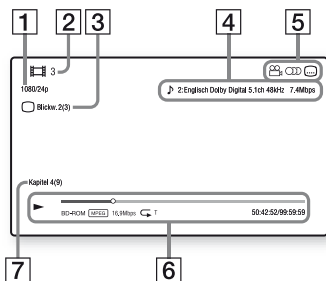 1 2 3 4 5
3
1080/24p
♪ 2:Englisch Dolby Digital 5.1ch 48kHz 7.4Mbps
Blickw. 2(3)
Kapitel 4(9)
BD-ROM MPEG 16,9Mbps T 50:42:52/99:59:59
7 6